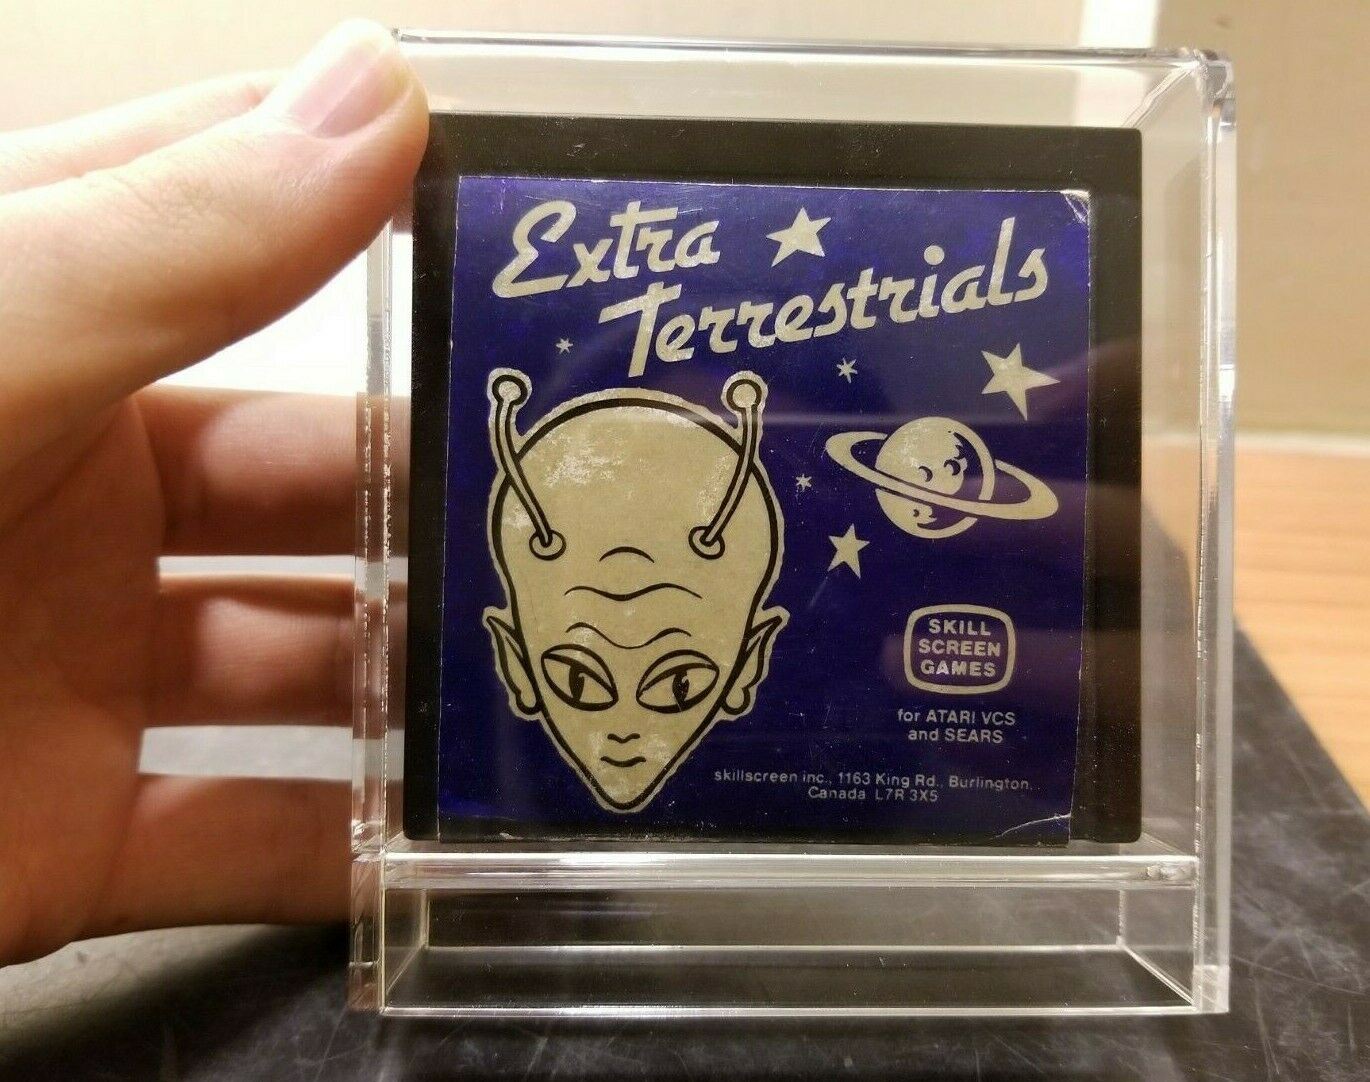 Extra
Terrestrials
SKILL
SCREEN
GAMES
for ATARI VCS
and SEARS
skillscreen inc., 1163 King Rd., Burlington,
Canada L7R 3X5